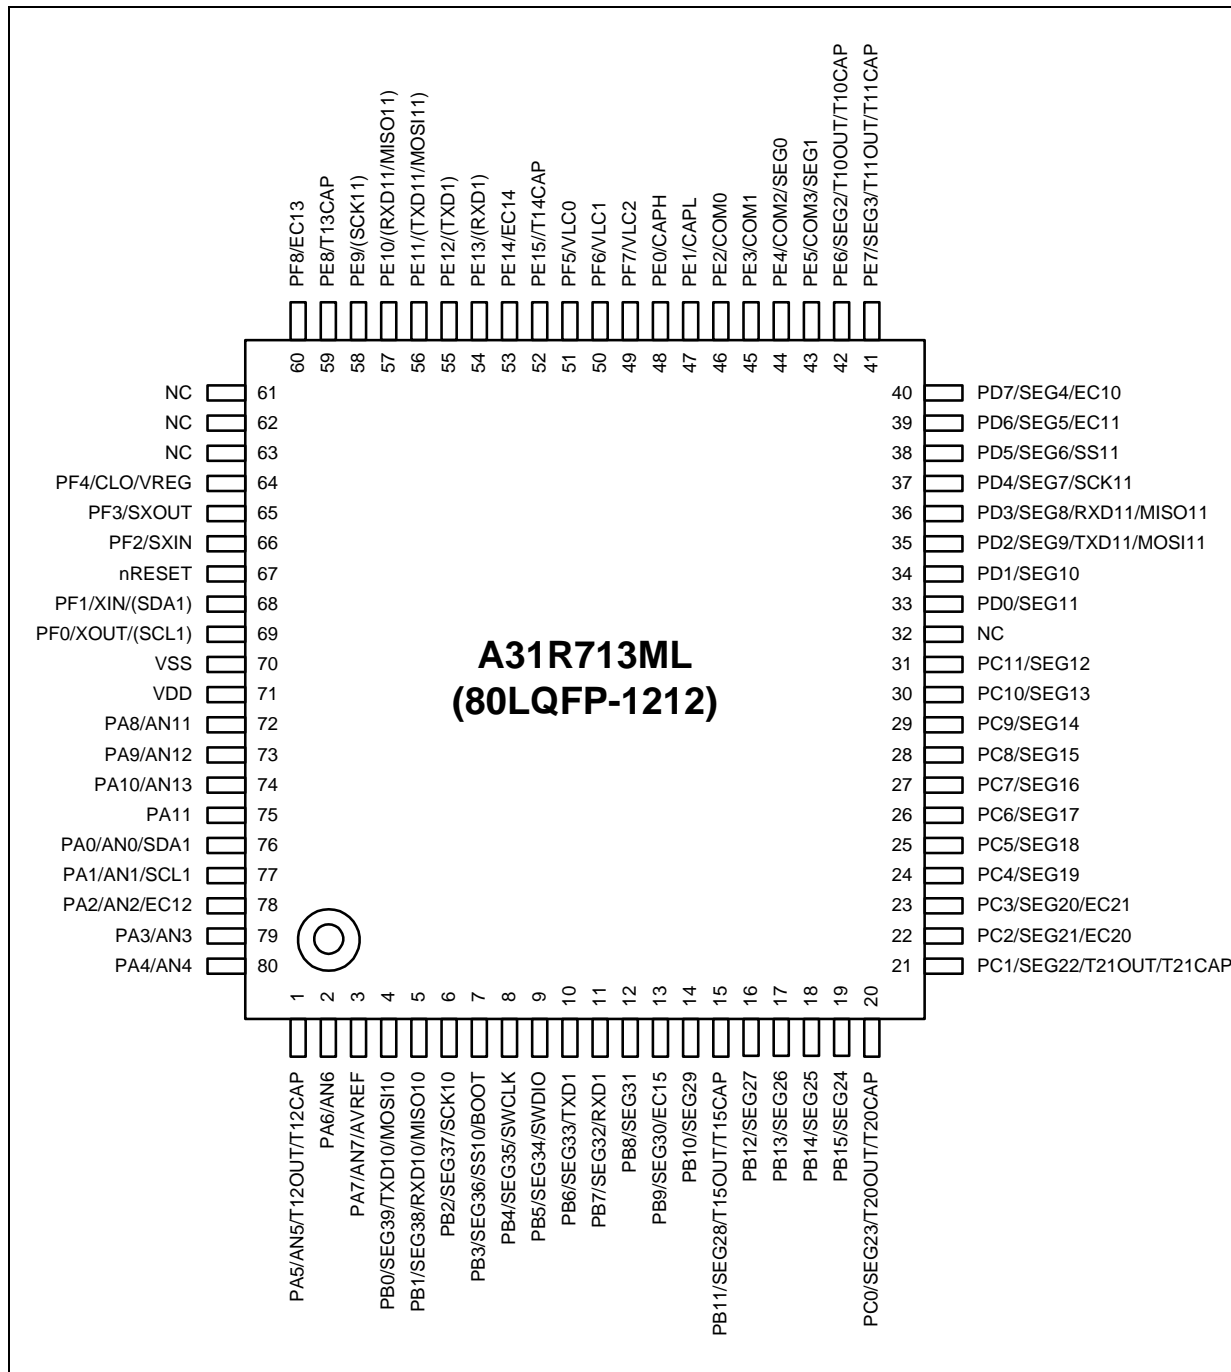 PF8/EC13
PE8/T13CAP
PE9/(SCK11)
PE10/(RXD11/MISO11)
PE11/(TXD11/MOSI11)
PE12/(TXD1)
PE13/(RXD1)
PE14/EC14
PE15//T14CAP
PF5/VLC0
PF6/VLC1
PF7/VLC2
PE0/CAPH
PE1/CAPL
PE2/COM0
PE3/COM1
PE4/COM2/SEG0
PE5/COM3/SEG1
PE6/SEG2/T10OUT/T10CAP
PE7/SEG3/T11OUT/T11CAP
60 59 58 57 56 55 54 53 52 51 50 49 48 47 46 45 44 43 42 41
NC 61
NC 62
NC 63
PF4/CLO/VREG 64
PF3/SXOUT 65
PF2/SXIN 66
nRESET 67
PF1/XIN/(SDA1) 68
PF0/XOUT/(SCL1) 69
VSS 70
VDD 71
PA8/AN11 72
PA9/AN12 73
PA10/AN13 74
PA11 75
PA0/AN0/SDA1 76
PA1/AN1/SCL1 77
PA2/AN2/EC12 78
PA3/AN3 79
PA4/AN4 80
A31R713ML
(80LQFP-1212)
40 PD7/SEG4/EC10
39 PD6/SEG5/EC11
38 PD5/SEG6/SS11
37 PD4/SEG7/SCK11
36 PD3/SEG8/RXD11/MISO11
35 PD2/SEG9/TXD11/MOSI11
34 PD1/SEG10
33 PD0/SEG11
32 NC
31 PC11/SEG12
30 PC10/SEG13
29 PC9/SEG14
28 PC8/SEG15
27 PC7/SEG16
26 PC6/SEG17
25 PC5/SEG18
24 PC4/SEG19
23 PC3/SEG20/EC21
22 PC2/SEG21/EC20
21 PC1/SEG22/T21OUT/T21CAP
1 2 3 4 5 6 7 8 9 10 11 12 13 14 15 16 17 18 19 20
PA5/AN5/T12OUT/T12CAP
PA6/AN6
PA7/AN7/AVREF
PB0/SEG39/TXD10/MOSI10
PB1/SEG38/RXD10/MISO10
PB2/SEG37/SCK10
PB3/SEG36/SS10/BOOT
PB4/SEG35/SWCLK
PB5/SEG34/SWDIO
PB6/SEG33/TXD1
PB7/SEG32/RXD1
PB8/SEG31
PB9/SEG30/EC15
PB10/SEG29
PB11/SEG28/T15OUT/T15CAP
PB12/SEG27
PB13/SEG26
PB14/SEG25
PB15/SEG24
PC0/SEG23/T20OUT/T20CAP